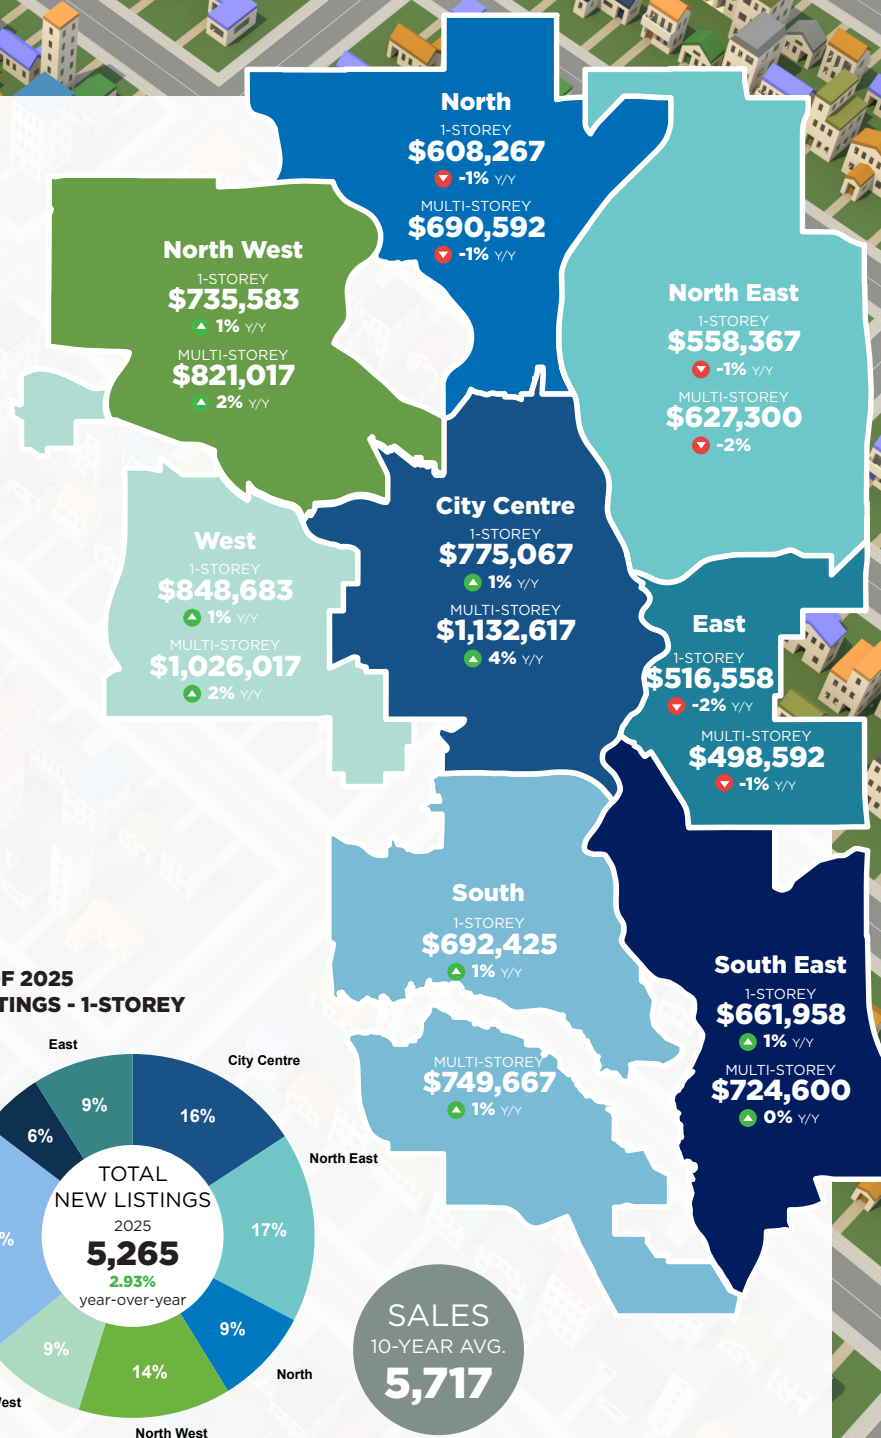 North
1-STOREY
$608,267
-1% Y/Y
MULTI-STOREY
$690,592
-1% Y/Y
North West
1-STOREY
$735,583
1% Y/Y
MULTI-STOREY
$821,017
2% Y/Y
North East
1-STOREY
$558,367
-1% Y/Y
MULTI-STOREY
$627,300
-2%
City Centre
1-STOREY
$775,067
1% Y/Y
MULTI-STOREY
$1,132,617
4% Y/Y
West
1-STOREY
$848,683
1% Y/Y
MULTI-STOREY
$1,026,017
2% Y/Y
East
1-STOREY
$516,558
-2% Y/Y
MULTI-STOREY
$498,592
-1% Y/Y
South
1-STOREY
$692,425
1% Y/Y
MULTI-STOREY
$749,667
1% Y/Y
South East
1-STOREY
$661,958
1% Y/Y
MULTI-STOREY
$724,600
0% Y/Y
F 2025
TINGS - 1-STOREY
East
City Centre
9%
16%
6%
North East
17%
%
TOTAL
NEW LISTINGS
2025
5,265
2.93%
year-over-year
9%
9%
14%
North
est
North West
SALES
10-YEAR AVG.
5,717